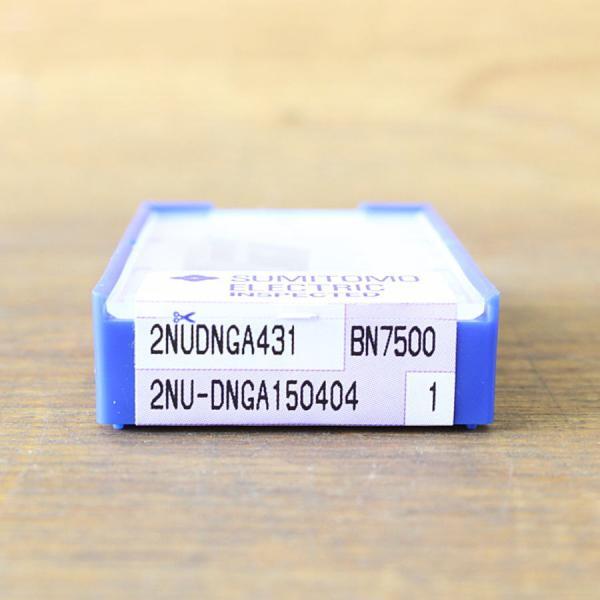 SUMITOMO
ELECTRIC
INSPECTED
2NUDNGA431 BN7500
2NU-DNGA150404 1